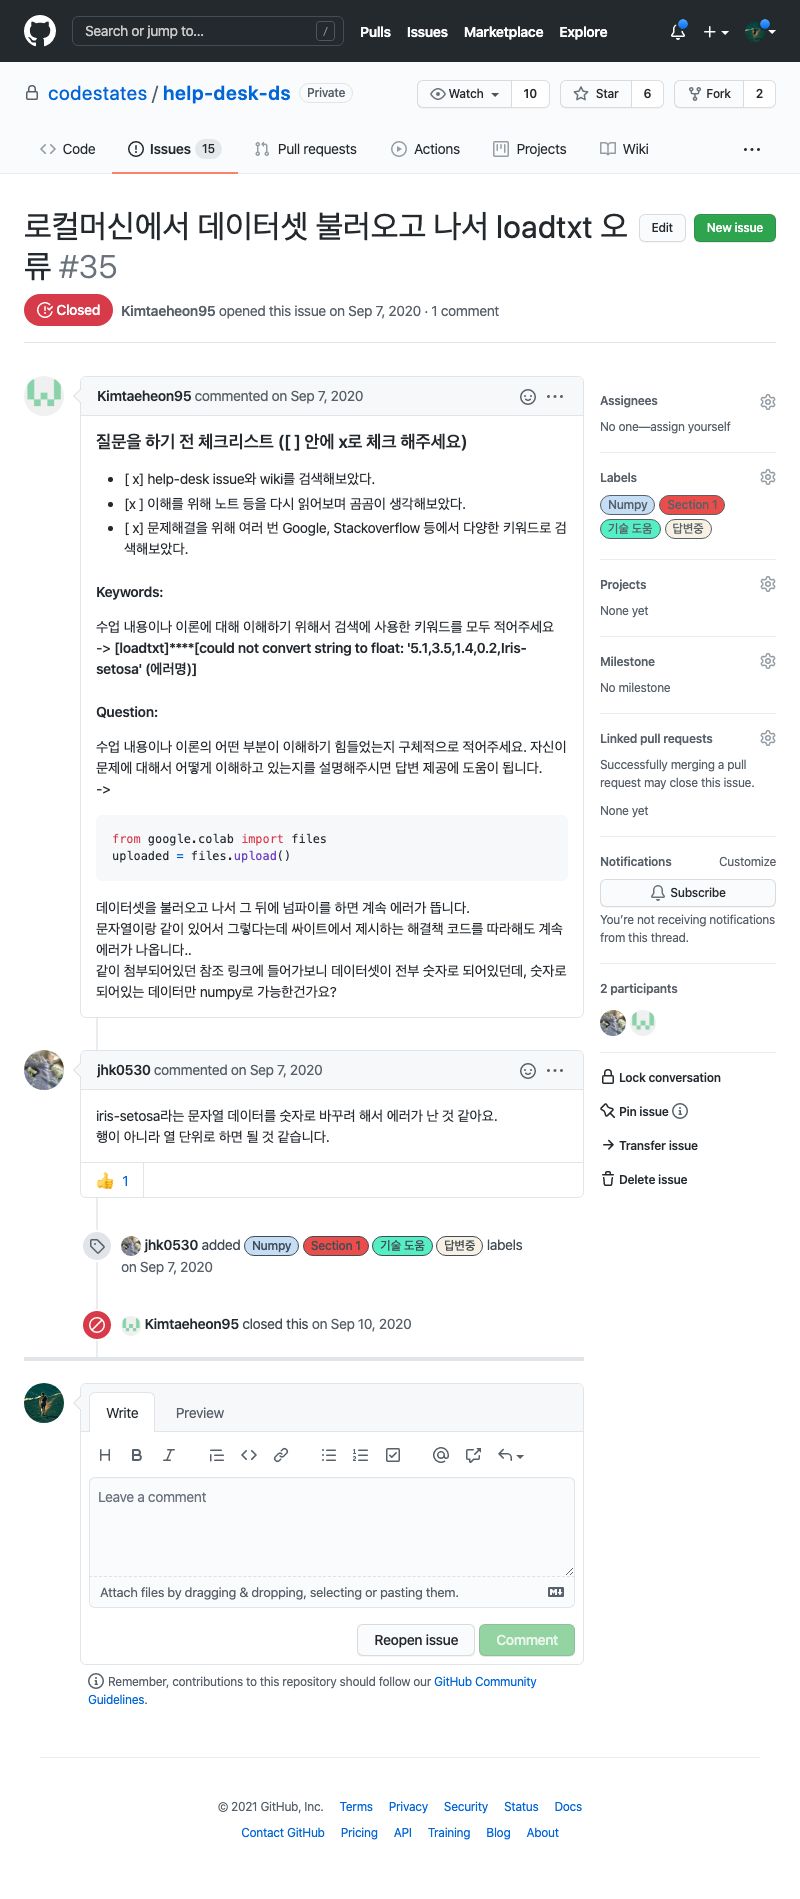 Search or jump to... /
Pulls Issues Marketplace Explore
codestates / help-desk-ds Private
Watch 10 Star 6 Fork 2
Code Issues 15 Pull requests Actions Projects Wiki
로컬머신에서 데이터셋 불러오고 나서 loadtxt 오
류 #35
Edit New issue
Closed Kimtaeheon95 opened this issue on Sep 7, 2020 · 1 comment
Kimtaeheon95 commented on Sep 7, 2020
질문을 하기 전 체크리스트 ([ ] 안에 x로 체크 해주세요)
[ x] help-desk issue와 wiki를 검색해보았다.
[x ] 이해를 위해 노트 등을 다시 읽어보며 곰곰이 생각해보았다.
[ x] 문제해결을 위해 여러 번 Google, Stackoverflow 등에서 다양한 키워드로 검
색해보았다.
Keywords:
수업 내용이나 이론에 대해 이해하기 위해서 검색에 사용한 키워드를 모두 적어주세요
-> [loadtxt]****[could not convert string to float: '5.1,3.5,1.4,0.2,Iris-
setosa' (에러명)]
Question:
수업 내용이나 이론의 어떤 부분이 이해하기 힘들었는지 구체적으로 적어주세요. 자신이
문제에 대해서 어떻게 이해하고 있는지를 설명해주시면 답변 제공에 도움이 됩니다.
->
from google.colab import files
uploaded = files.upload()
데이터셋을 불러오고 나서 그 뒤에 넘파이를 하면 계속 에러가 뜹니다.
문자열이랑 같이 있어서 그렇다는데 싸이트에서 제시하는 해결책 코드를 따라해도 계속
에러가 나옵니다..
같이 첨부되어있던 참조 링크에 들어가보니 데이터셋이 전부 숫자로 되어있던데, 숫자로
되어있는 데이터만 numpy로 가능한건가요?
jhk0530 commented on Sep 7, 2020
iris-setosa라는 문자열 데이터를 숫자로 바꾸려 해서 에러가 난 것 같아요.
행이 아니라 열 단위로 하면 될 것 같습니다.
1
jhk0530 added Numpy Section 1 기술 도움 답변중 labels
on Sep 7, 2020
Kimtaeheon95 closed this on Sep 10, 2020
Write Preview
H B I
Leave a comment
Attach files by dragging & dropping, selecting or pasting them.
Reopen issue Comment
Remember, contributions to this repository should follow our GitHub Community
Guidelines.
Assignees
No one—assign yourself
Labels
Numpy Section 1
기술 도움 답변중
Projects
None yet
Milestone
No milestone
Linked pull requests
Successfully merging a pull
request may close this issue.
None yet
Notifications Customize
Subscribe
You're not receiving notifications
from this thread.
2 participants
Lock conversation
Pin issue
Transfer issue
Delete issue
© 2021 GitHub, Inc. Terms Privacy Security Status Docs
Contact GitHub Pricing API Training Blog About